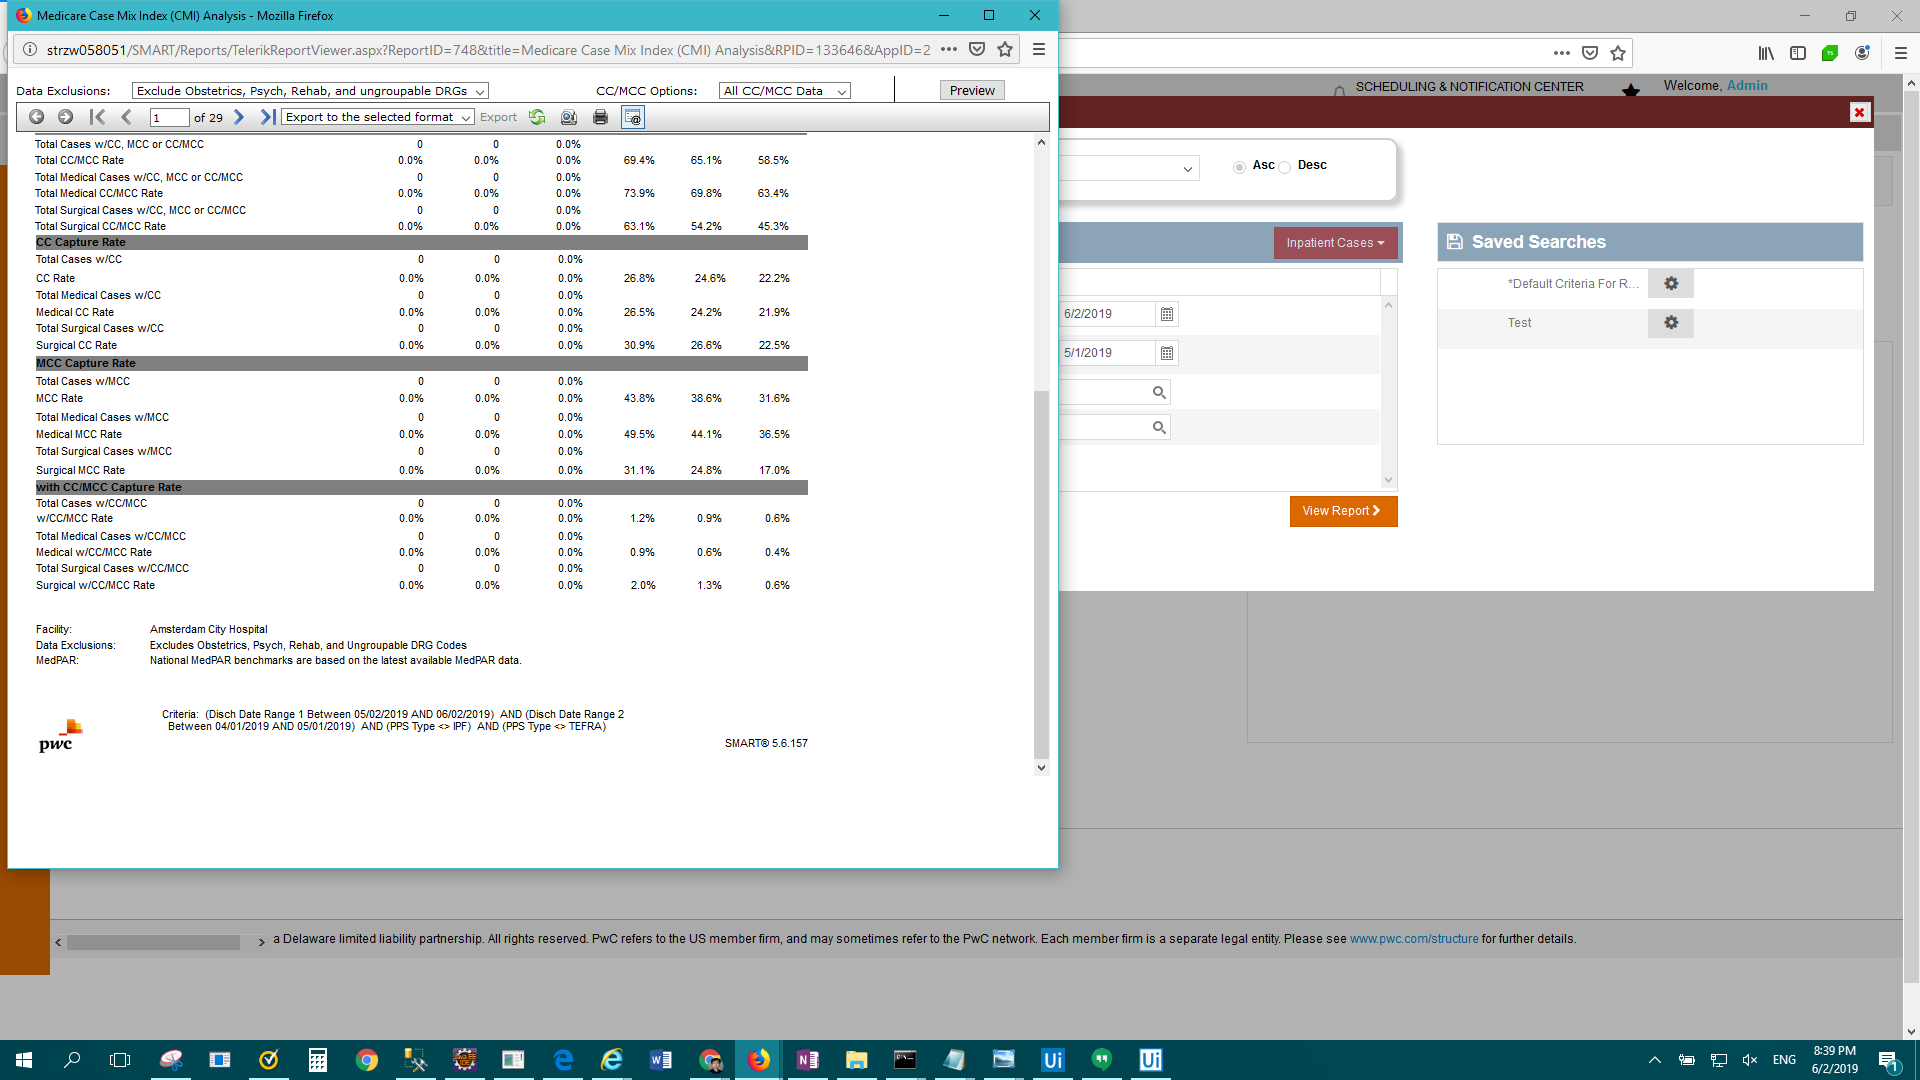 Medicare Case Mix Index (CMI) Analysis - Mozilla Firefox
strzw058051/SMART/Reports/TelerikReportViewer.aspx?ReportID=748&title=Medicare Case Mix Index (CMI) Analysis&RPID=133646&AppID=2
Data Exclusions: Exclude Obstetrics, Psych, Rehab, and ungroupable DRGs CC/MCC Options: All CC/MCC Data Preview
1 of 29 Export to the selected format Export
Total Cases w/CC, MCC or CC/MCC 0 0 0.0%
Total CC/MCC Rate 0.0% 0.0% 0.0% 69.4% 65.1% 58.5%
Total Medical Cases w/CC, MCC or CC/MCC 0 0 0.0%
Total Medical CC/MCC Rate 0.0% 0.0% 0.0% 73.9% 69.8% 63.4%
Total Surgical Cases w/CC, MCC or CC/MCC 0 0 0.0%
Total Surgical CC/MCC Rate 0.0% 0.0% 0.0% 63.1% 54.2% 45.3%
CC Capture Rate
Total Cases w/CC 0 0 0.0%
CC Rate 0.0% 0.0% 0.0% 26.8% 24.6% 22.2%
Total Medical Cases w/CC 0 0 0.0%
Medical CC Rate 0.0% 0.0% 0.0% 26.5% 24.2% 21.9%
Total Surgical Cases w/CC 0 0 0.0%
Surgical CC Rate 0.0% 0.0% 0.0% 30.9% 26.6% 22.5%
MCC Capture Rate
Total Cases w/MCC 0 0 0.0%
MCC Rate 0.0% 0.0% 0.0% 43.8% 38.6% 31.6%
Total Medical Cases w/MCC 0 0 0.0%
Medical MCC Rate 0.0% 0.0% 0.0% 49.5% 44.1% 36.5%
Total Surgical Cases w/MCC 0 0 0.0%
Surgical MCC Rate 0.0% 0.0% 0.0% 31.1% 24.8% 17.0%
with CC/MCC Capture Rate
Total Cases w/CC/MCC 0 0 0.0%
w/CC/MCC Rate 0.0% 0.0% 0.0% 1.2% 0.9% 0.6%
Total Medical Cases w/CC/MCC 0 0 0.0%
Medical w/CC/MCC Rate 0.0% 0.0% 0.0% 0.9% 0.6% 0.4%
Total Surgical Cases w/CC/MCC 0 0 0.0%
Surgical w/CC/MCC Rate 0.0% 0.0% 0.0% 2.0% 1.3% 0.6%
Facility: Amsterdam City Hospital
Data Exclusions: Excludes Obstetrics, Psych, Rehab, and Ungroupable DRG Codes
MedPAR: National MedPAR benchmarks are based on the latest available MedPAR data.
Criteria: (Disch Date Range 1 Between 05/02/2019 AND 06/02/2019) AND (Disch Date Range 2
Between 04/01/2019 AND 05/01/2019) AND (PPS Type <> IPF) AND (PPS Type <> TEFRA)
pwc
SMART® 5.6.157
SCHEDULING & NOTIFICATION CENTER
Welcome, Admin
Asc Desc
Inpatient Cases
Saved Searches
*Default Criteria For R...
Test
6/2/2019
5/1/2019
View Report
a Delaware limited liability partnership. All rights reserved. PwC refers to the US member firm, and may sometimes refer to the PwC network. Each member firm is a separate legal entity. Please see www.pwc.com/structure for further details.
ENG
8:39 PM
6/2/2019
1